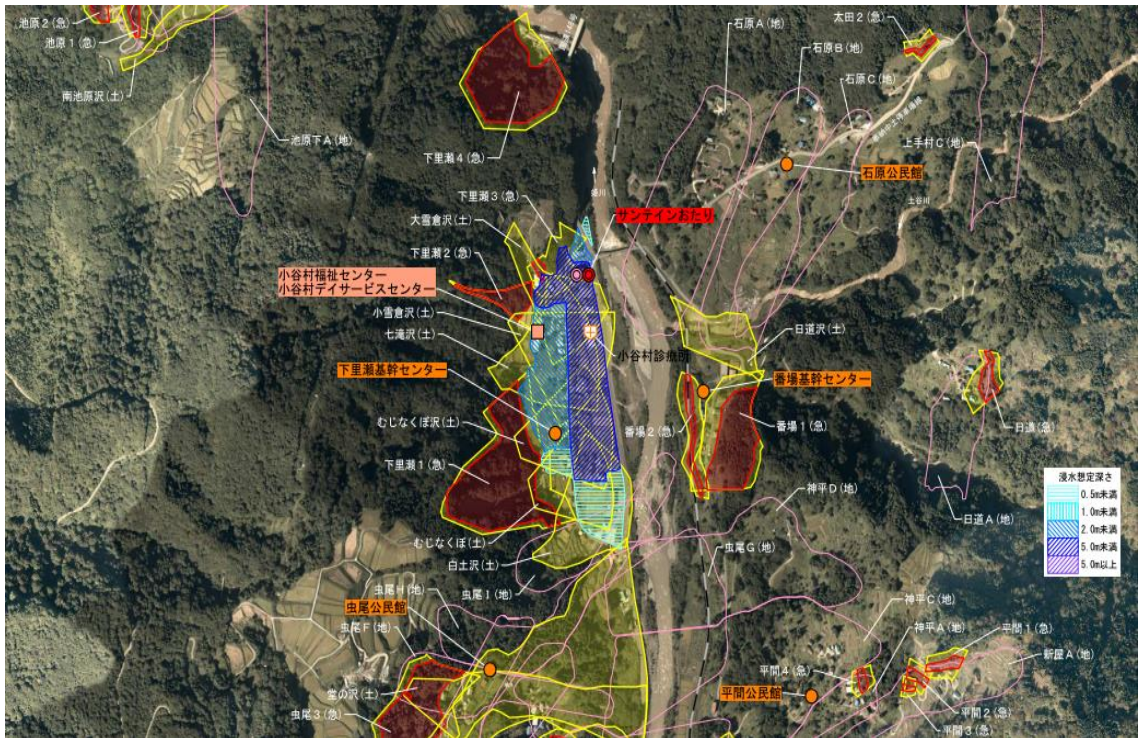 池原２(急)
池原１(急)
南池原沢(土)
池原下Ａ(地)
下里瀬４(急)
石原Ａ(地)
石原Ｂ(地)
石原Ｃ(地)
太田２(急)
上手村Ｃ(地)
石原公民館
土谷川
姫川
下里瀬３(急)
大雪倉沢(土)
下里瀬２(急)
サンテインおたり
小谷村福祉センター
小谷村デイサービスセンター
小雪倉沢(土)
七滝沢(土)
小谷村診療所
日道沢(土)
下里瀬基幹センター
番場基幹センター
むじなくぼ沢(土)
番場２(急)
番場１(急)
日道(急)
下里瀬１(急)
神平Ｄ(地)
日道Ａ(地)
むじなくぼ(土)
白土沢(土)
虫尾Ｇ(地)
虫尾Ｉ(地)
虫尾Ｈ(地)
虫尾公民館
虫尾Ｆ(地)
神平Ｃ(地)
神平Ａ(地)
平間１(急)
新屋Ａ(地)
平間４(急)
平間公民館
堂の沢(土)
虫尾３(急)
平間２(急)
平間３(急)
浸水想定深さ
0.5m未満
1.0m未満
2.0m未満
5.0m未満
5.0m以上